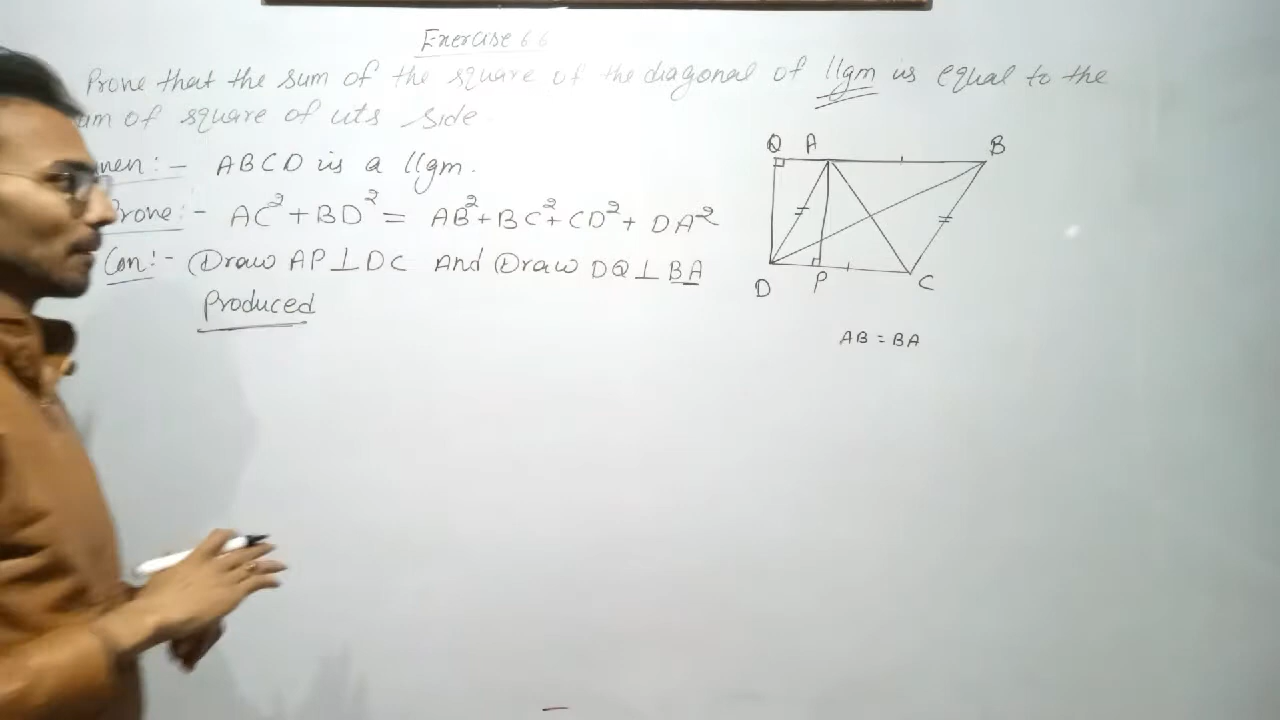 Exercise 6.6
Prove that the sum of the square of the diagonal of llgm is equal to the
of square of its side.
:- ABCD is a llgm.
Prove:- AC²+BD² = AB²+BC²+CD²+DA²
Con:- Draw AP⊥DC And Draw DQ⊥BA
Produced
Q A B
D P C
AB = BA